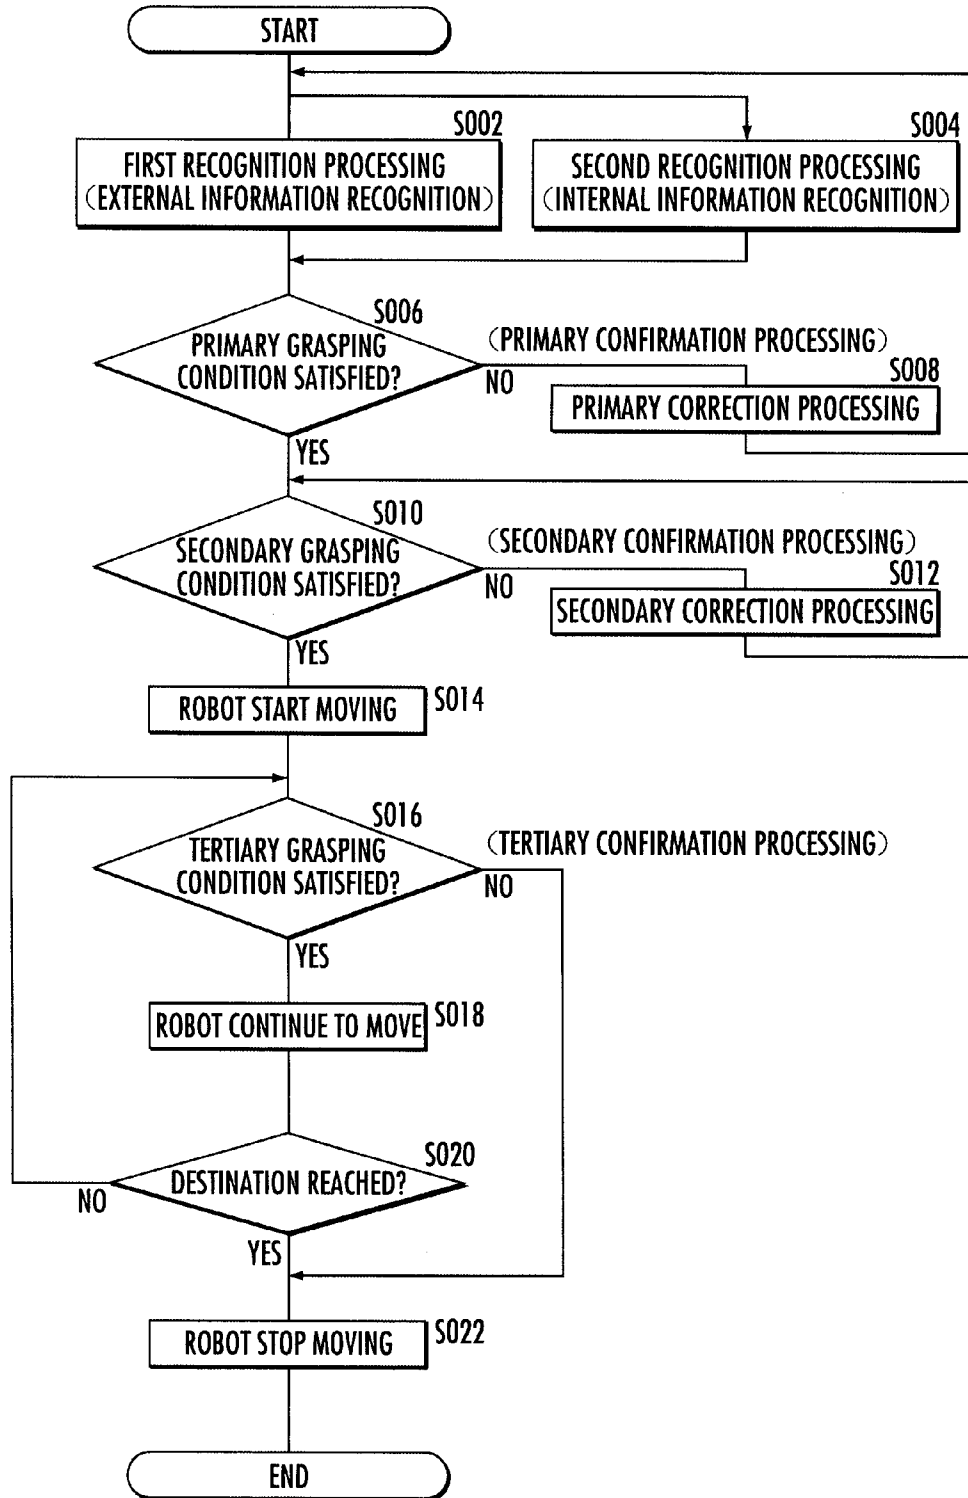 START
S002
FIRST RECOGNITION PROCESSING
(EXTERNAL INFORMATION RECOGNITION)
S004
SECOND RECOGNITION PROCESSING
(INTERNAL INFORMATION RECOGNITION)
S006
PRIMARY GRASPING
CONDITION SATISFIED?
(PRIMARY CONFIRMATION PROCESSING)
NO
S008
PRIMARY CORRECTION PROCESSING
YES
S010
SECONDARY GRASPING
CONDITION SATISFIED?
(SECONDARY CONFIRMATION PROCESSING)
NO
S012
SECONDARY CORRECTION PROCESSING
YES
ROBOT START MOVING
S014
S016
TERTIARY GRASPING
CONDITION SATISFIED?
(TERTIARY CONFIRMATION PROCESSING)
NO
YES
ROBOT CONTINUE TO MOVE
S018
S020
DESTINATION REACHED?
NO
YES
ROBOT STOP MOVING
S022
END